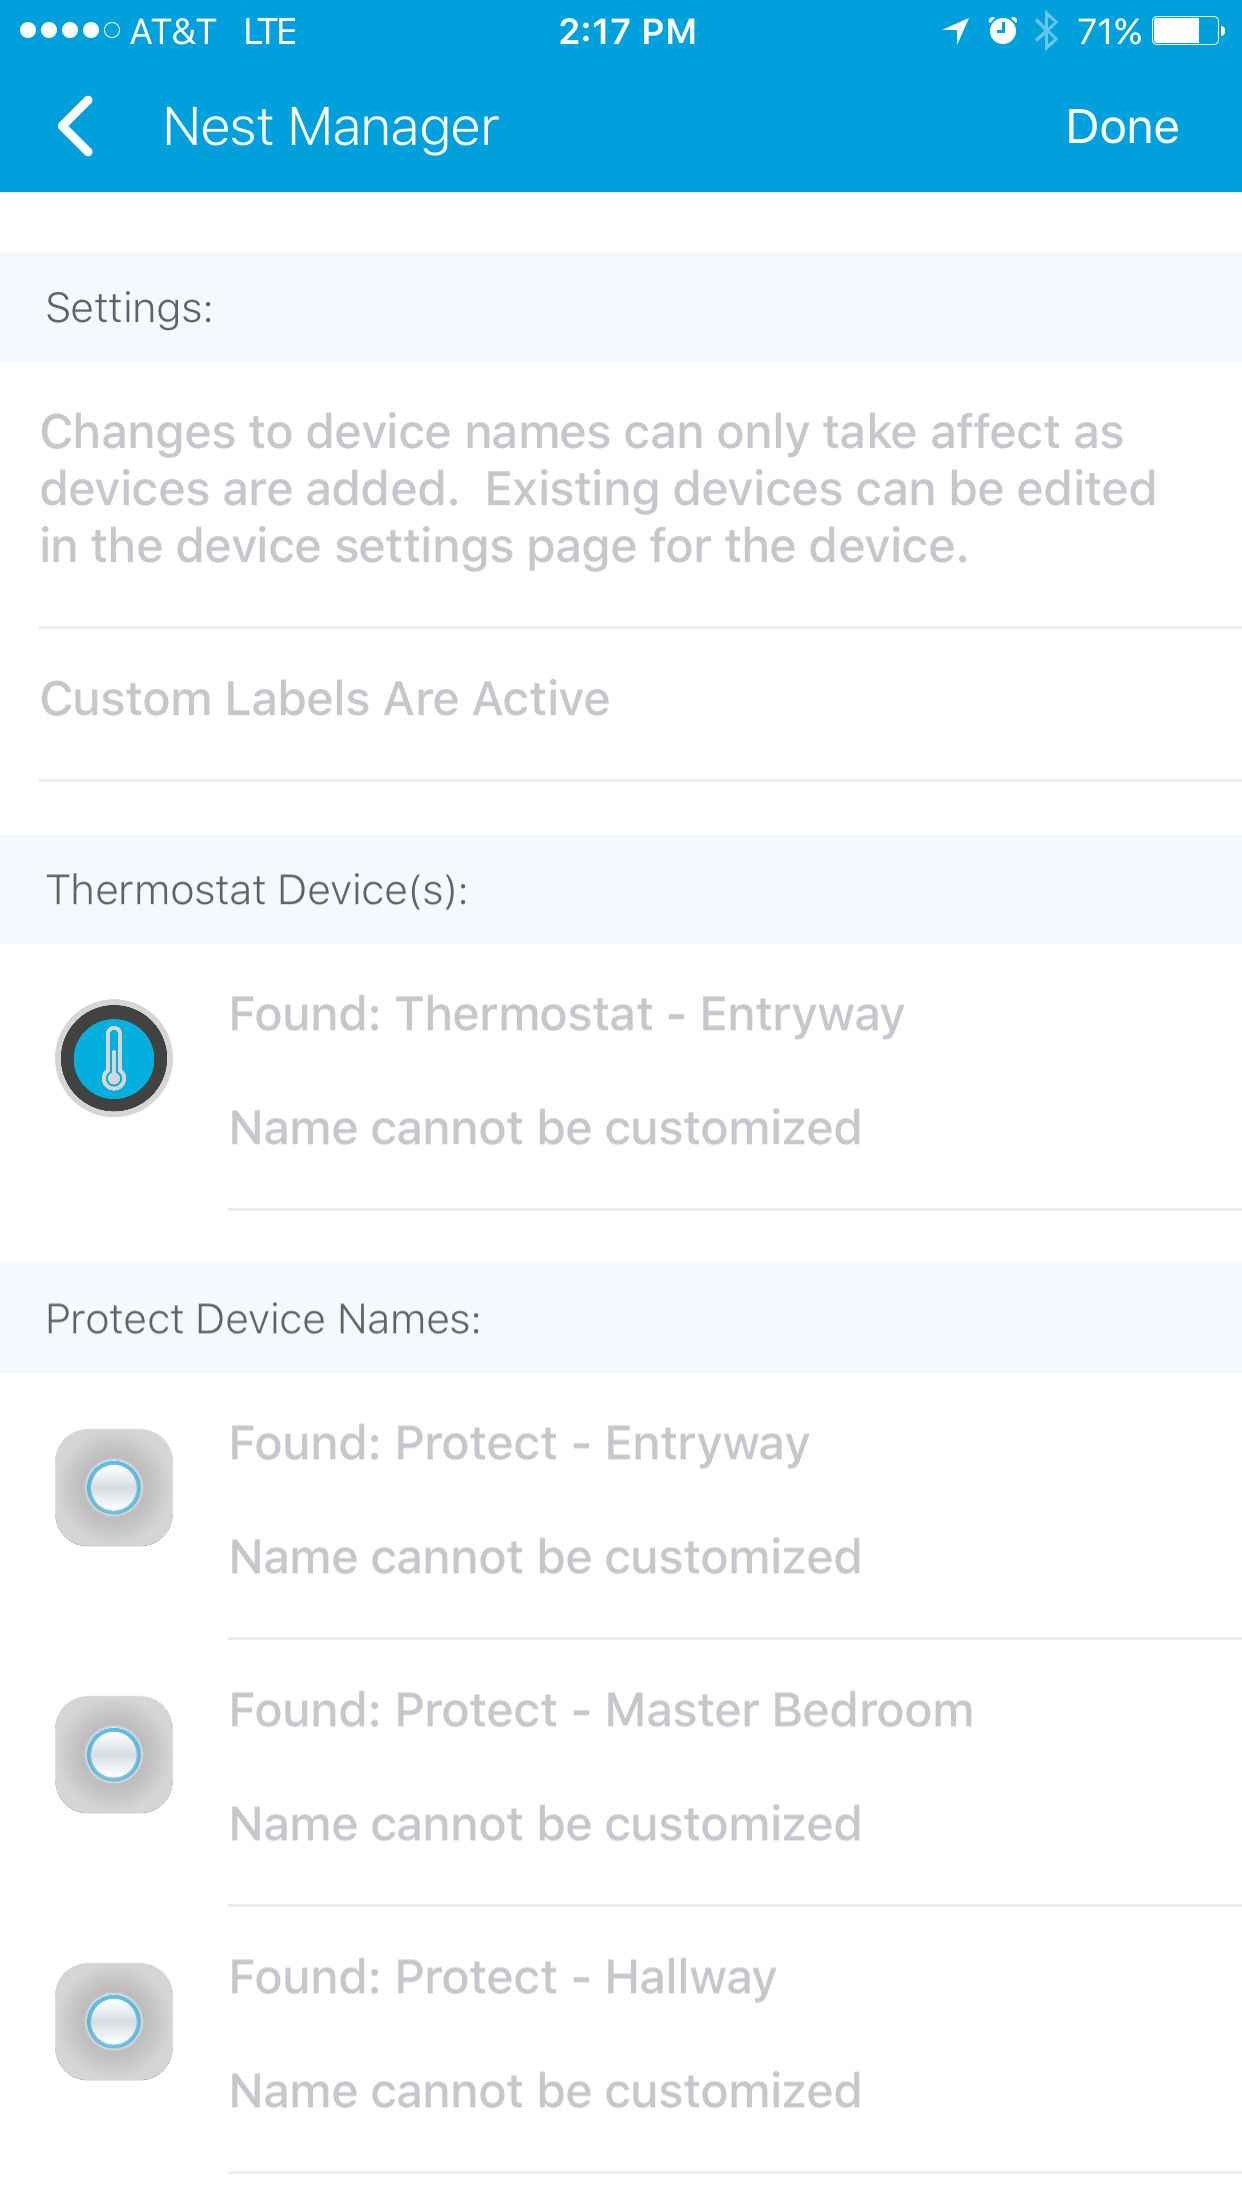 AT&T LTE 2:17 PM 71%
Nest Manager Done
Settings:
Changes to device names can only take affect as
devices are added.  Existing devices can be edited
in the device settings page for the device.
Custom Labels Are Active
Thermostat Device(s):
Found: Thermostat - Entryway
Name cannot be customized
Protect Device Names:
Found: Protect - Entryway
Name cannot be customized
Found: Protect - Master Bedroom
Name cannot be customized
Found: Protect - Hallway
Name cannot be customized